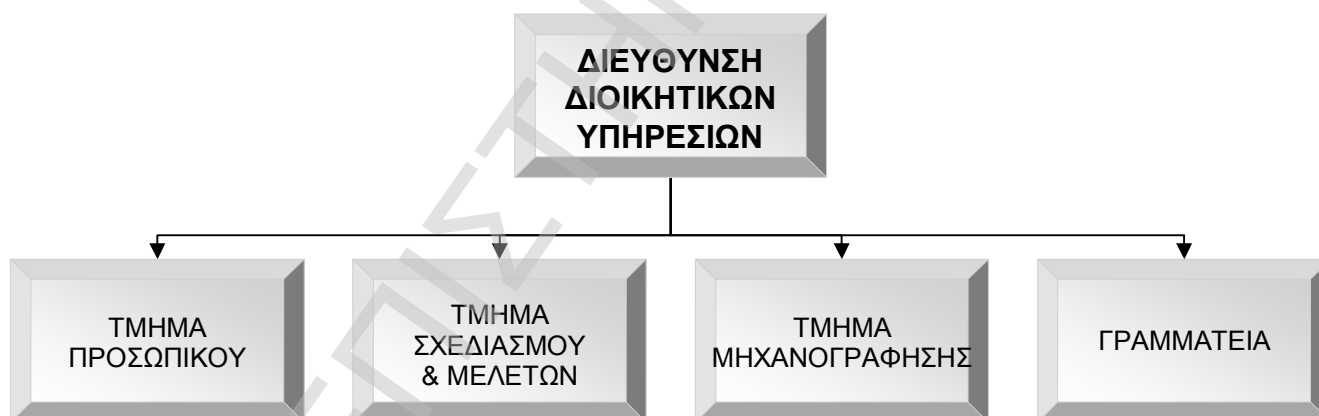 ΔΙΕΥΘΥΝΣΗ
ΔΙΟΙΚΗΤΙΚΩΝ
ΥΠΗΡΕΣΙΩΝ
ΤΜΗΜΑ
ΠΡΟΣΩΠΙΚΟΥ
ΤΜΗΜΑ
ΣΧΕΔΙΑΣΜΟΥ
& ΜΕΛΕΤΩΝ
ΤΜΗΜΑ
ΜΗΧΑΝΟΓΡΑΦΗΣΗΣ
ΓΡΑΜΜΑΤΕΙΑ